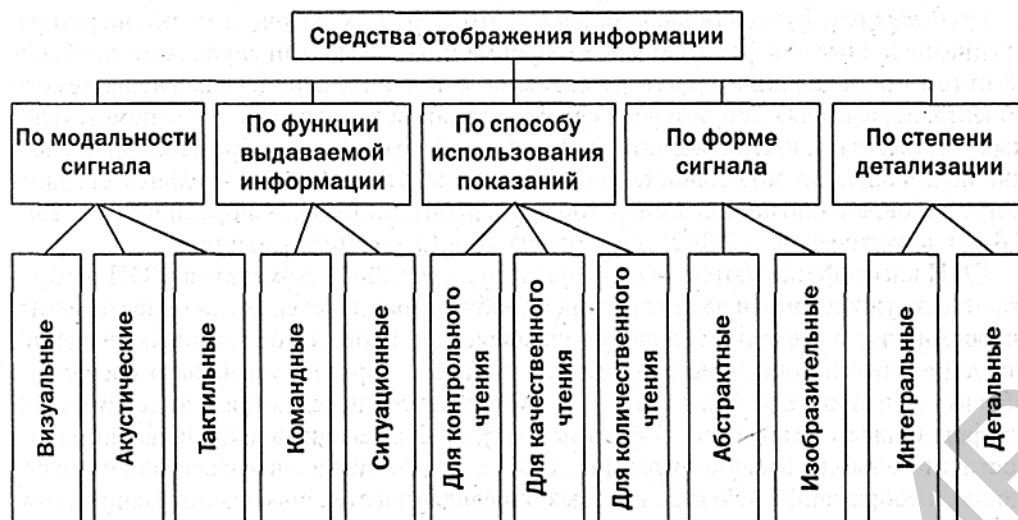 Средства отображения информации
По модальности
сигнала
По функции
выдаваемой
информации
По способу
использования
показаний
По форме
сигнала
По степени
детализации
Визуальные
Акустические
Тактильные
Командные
Ситуационные
Для контрольного
чтения
Для качественного
чтения
Для количественного
чтения
Абстрактные
Изобразительные
Интегральные
Детальные